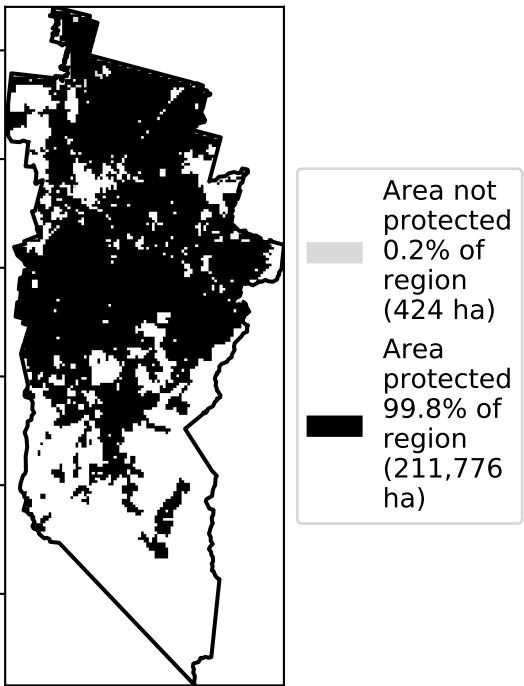 Area not
protected
0.2% of
region
(424 ha)
Area
protected
99.8% of
region
(211,776
ha)